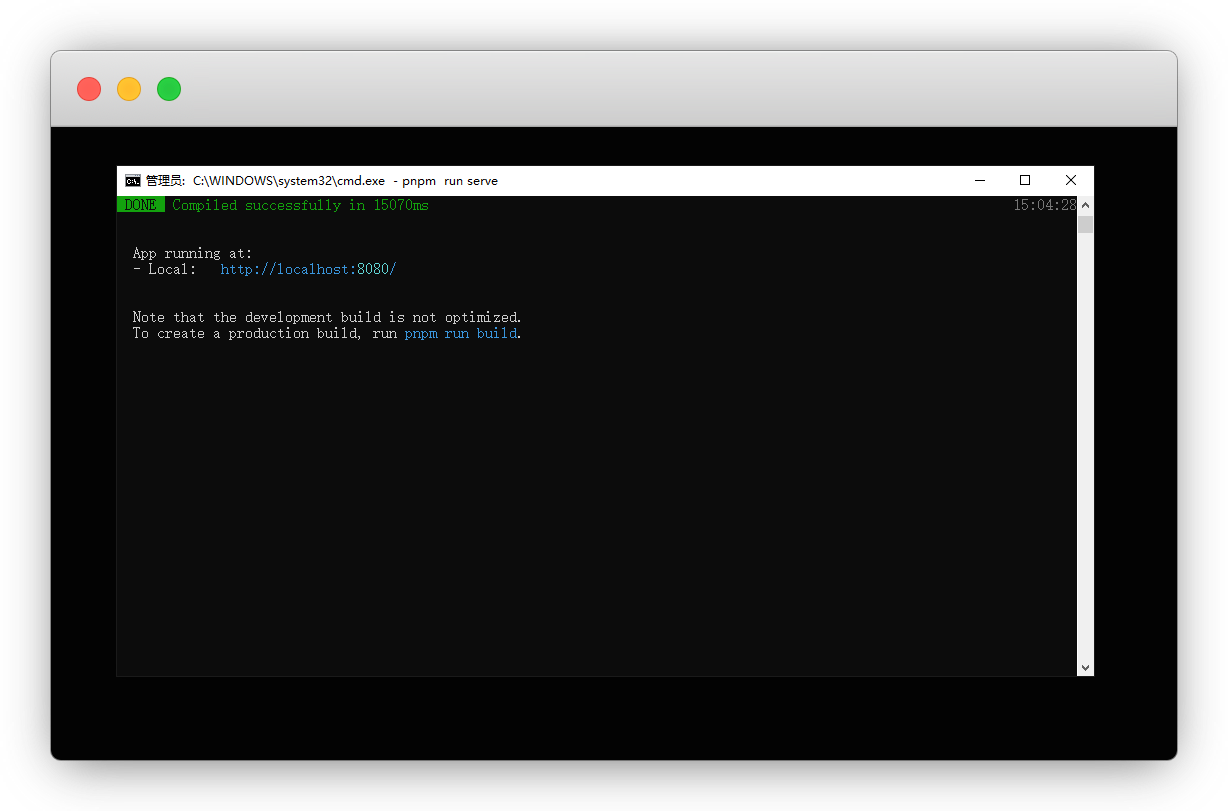 管理员: C:\WINDOWS\system32\cmd.exe - pnpm run serve
DONE Compiled successfully in 15070ms 15:04:28
App running at:
- Local: http://localhost:8080/
Note that the development build is not optimized.
To create a production build, run pnpm run build.